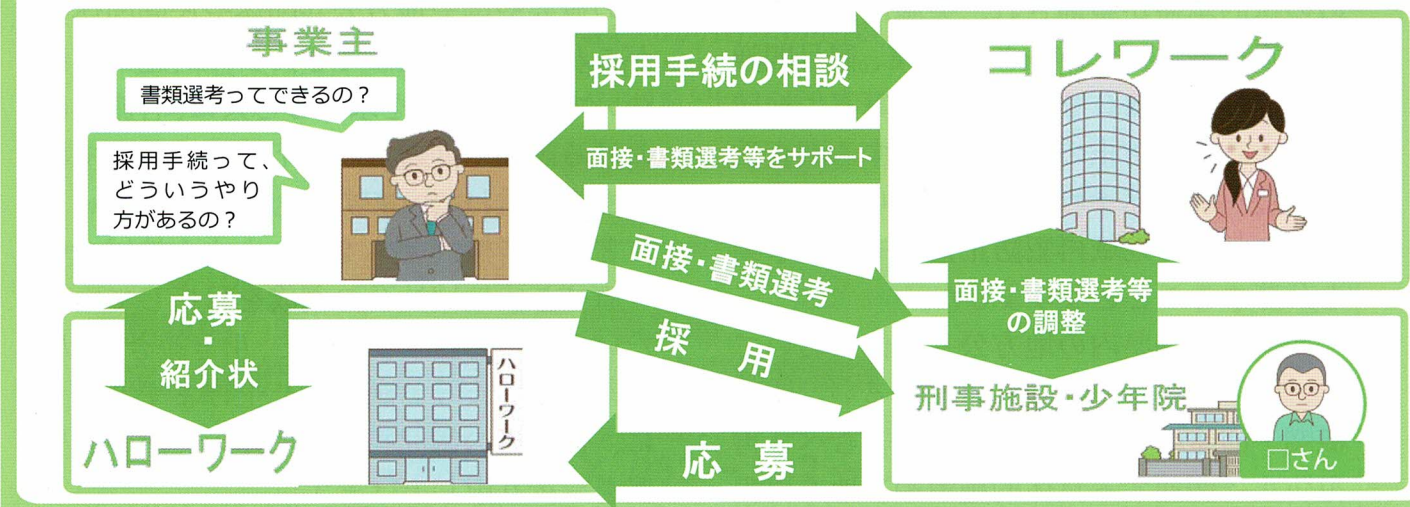 事業主
書類選考ってできるの？
採用手続って、
どういうやり
方があるの？
採用手続の相談
面接・書類選考等をサポート
コレワーク
面接・書類選考
採　用
面接・書類選考等
の調整
応募
・
紹介状
ハローワーク
ハローワーク
応　募
刑事施設・少年院
□さん